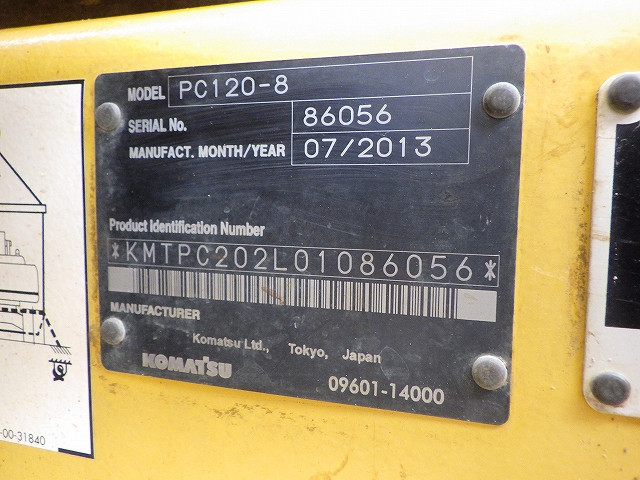 MODEL PC120-8
SERIAL No. 86056
MANUFACT. MONTH/YEAR 07/2013
Product Identification Number
*KMTPC202L01086056*
MANUFACTURER
Komatsu Ltd., Tokyo, Japan
KOMATSU
09601-14000
-00-31840